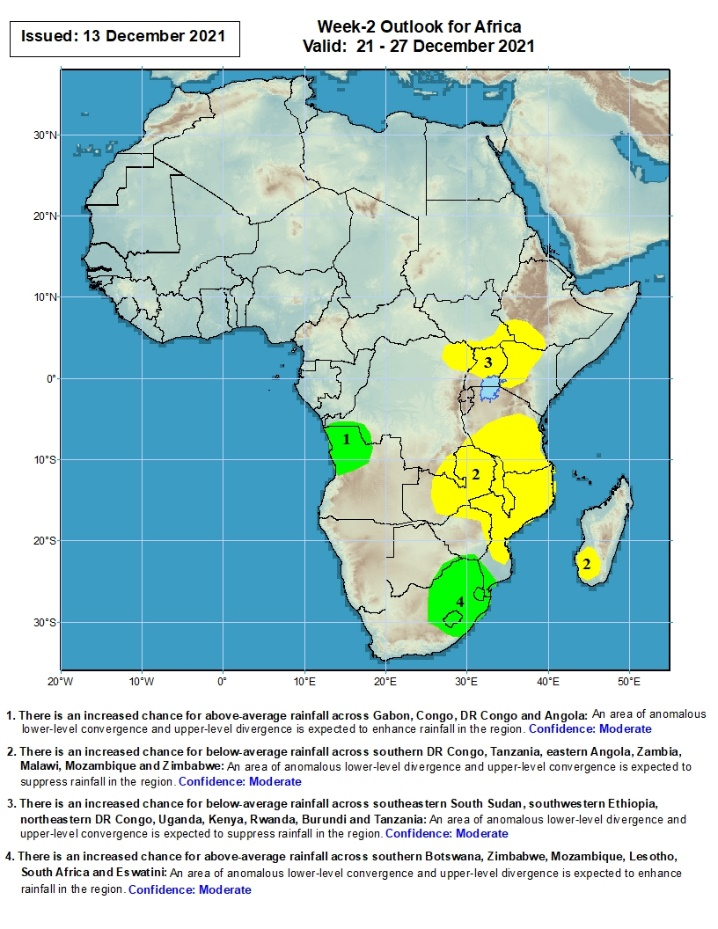 Issued: 13 December 2021
Week-2 Outlook for Africa
Valid: 21 - 27 December 2021
30°N
20°N
10°N
0°
10°S
20°S
30°S
1
2
3
4
2
20°W
10°W
0°
10°E
20°E
30°E
40°E
50°E
1. There is an increased chance for above-average rainfall across Gabon, Congo, DR Congo and Angola: An area of anomalous
lower-level convergence and upper-level divergence is expected to enhance rainfall in the region. Confidence: Moderate
2. There is an increased chance for below-average rainfall across southern DR Congo, Tanzania, eastern Angola, Zambia,
Malawi, Mozambique and Zimbabwe: An area of anomalous lower-level divergence and upper-level convergence is expected to
suppress rainfall in the region. Confidence: Moderate
3. There is an increased chance for below-average rainfall across southeastern South Sudan, southwestern Ethiopia,
northeastern DR Congo, Uganda, Kenya, Rwanda, Burundi and Tanzania: An area of anomalous lower-level divergence and
upper-level convergence is expected to suppress rainfall in the region. Confidence: Moderate
4. There is an increased chance for above-average rainfall across southern Botswana, Zimbabwe, Mozambique, Lesotho,
South Africa and Eswatini: An area of anomalous lower-level convergence and upper-level divergence is expected to enhance
rainfall in the region. Confidence: Moderate